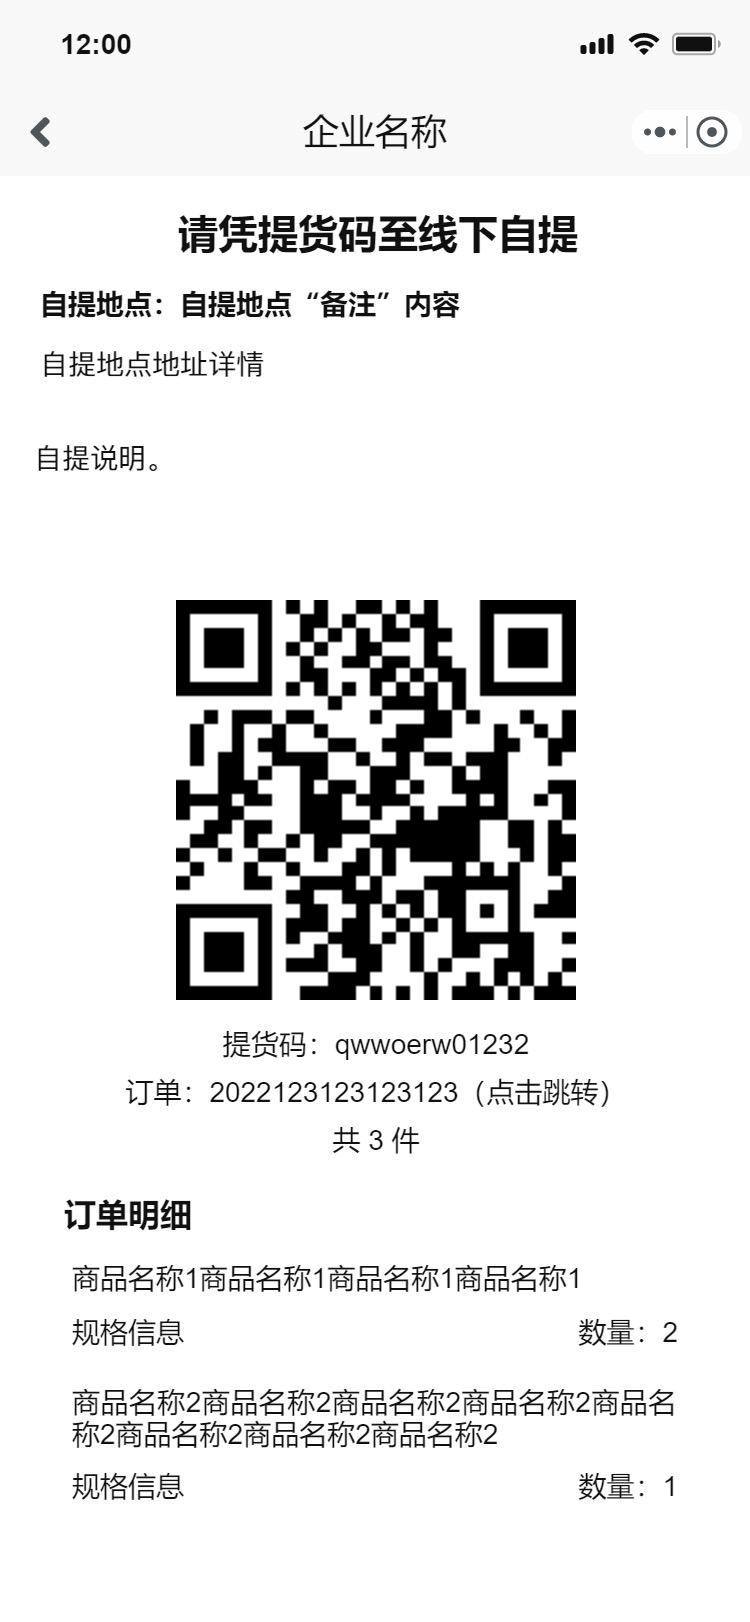 12:00
企业名称
请凭提货码至线下自提
自提地点：自提地点“备注”内容
自提地点地址详情
自提说明。
提货码：qwwoerw01232
订单：2022123123123123（点击跳转）
共 3 件
订单明细
商品名称1商品名称1商品名称1商品名称1
规格信息 数量：2
商品名称2商品名称2商品名称2商品名称2商品名
称2商品名称2商品名称2商品名称2
规格信息 数量：1